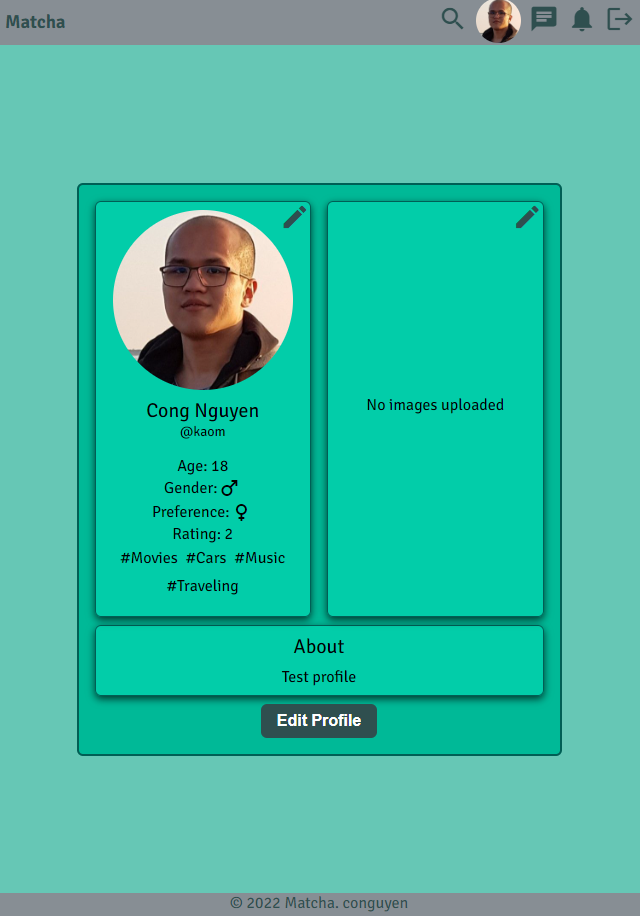 Matcha
Cong Nguyen
@kaom
Age: 18
Gender: ♂
Preference: ♀
Rating: 2
#Movies #Cars #Music
#Traveling
No images uploaded
About
Test profile
Edit Profile
© 2022 Matcha. conguyen